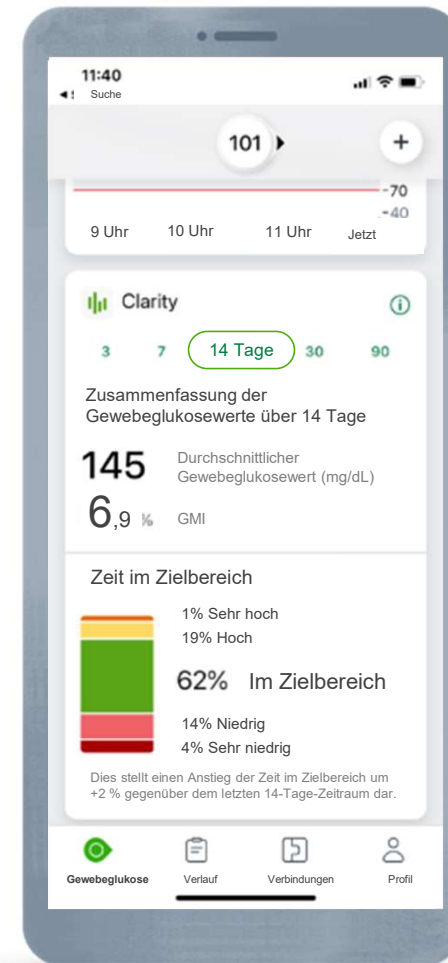 11:40
Suche
101
+
-70
-40
9 Uhr 10 Uhr 11 Uhr Jetzt
Clarity
3 7 14 Tage 30 90
Zusammenfassung der
Gewebeglukosewerte über 14 Tage
145 Durchschnittlicher
Gewebeglukosewert (mg/dL)
6,9 % GMI
Zeit im Zielbereich
1% Sehr hoch
19% Hoch
62% Im Zielbereich
14% Niedrig
4% Sehr niedrig
Dies stellt einen Anstieg der Zeit im Zielbereich um
+2 % gegenüber dem letzten 14-Tage-Zeitraum dar.
Gewebeglukose Verlauf Verbindungen Profil